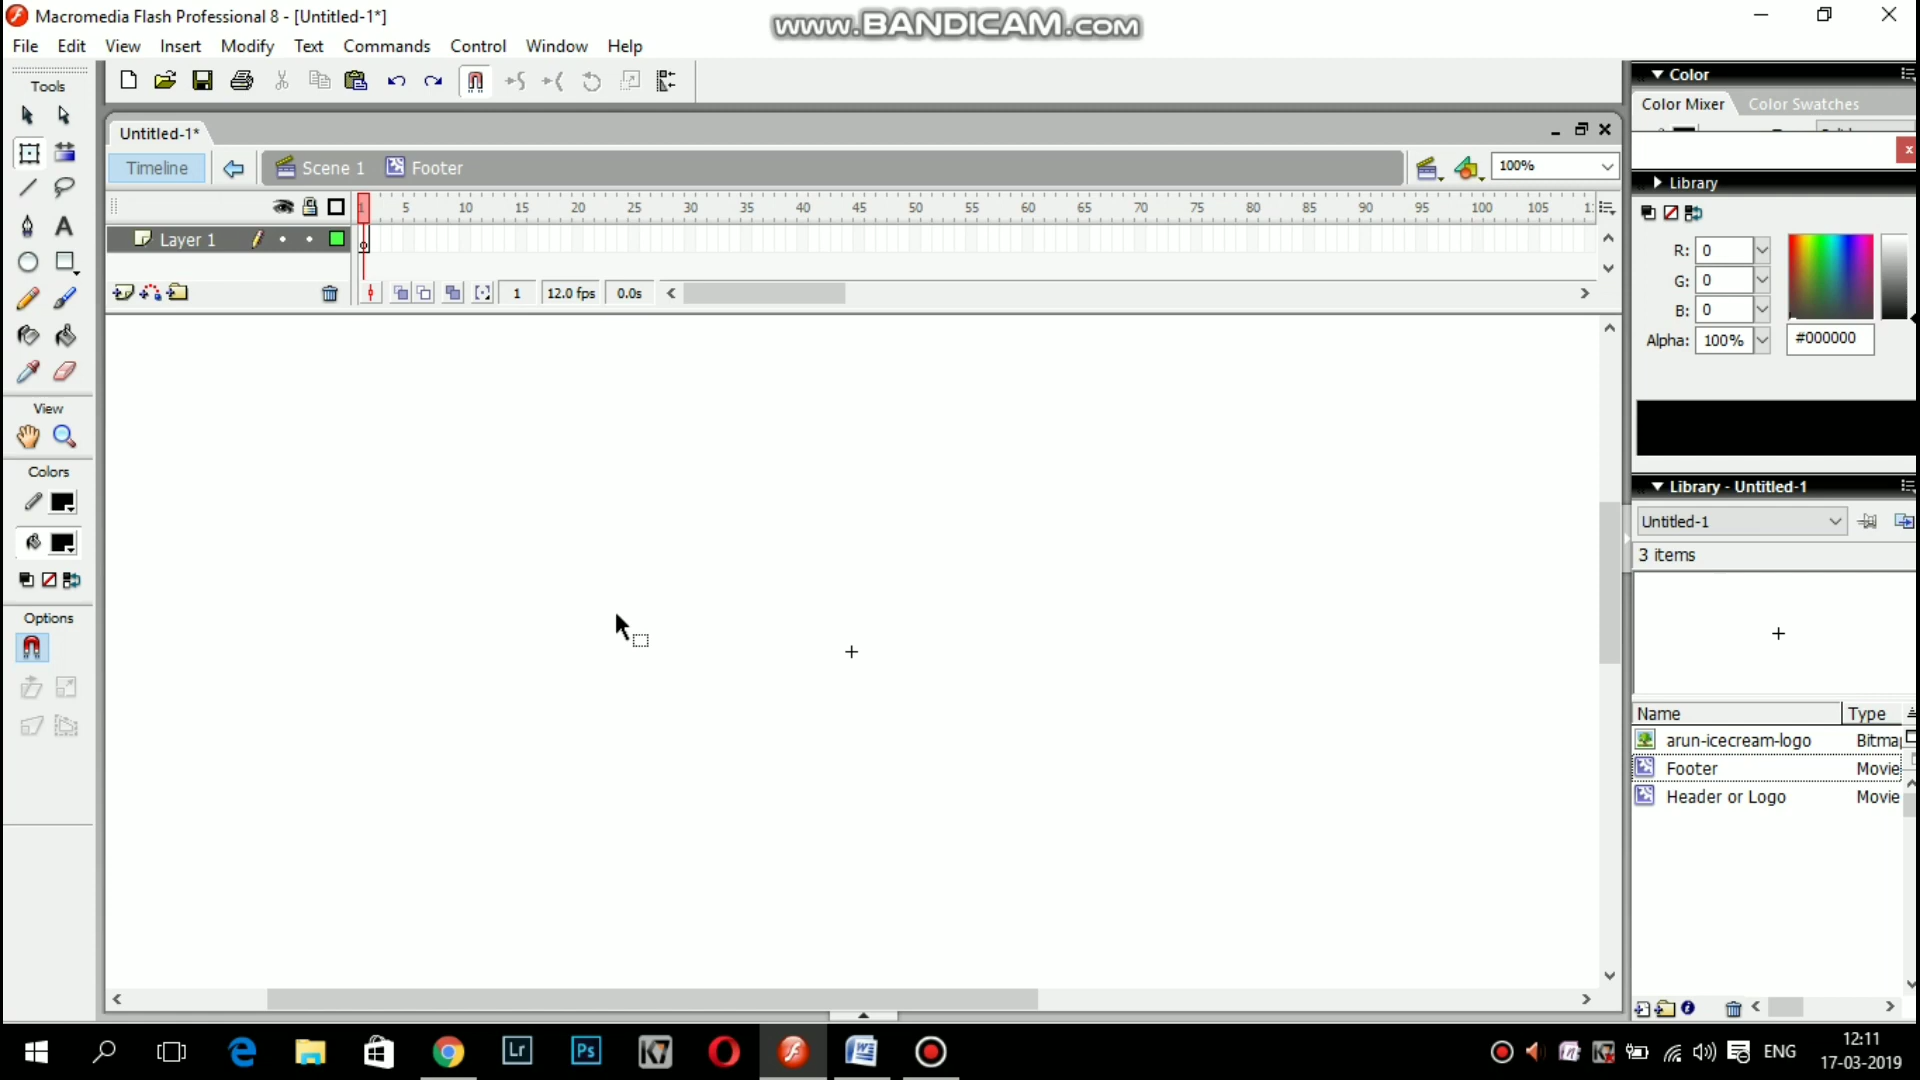 Macromedia Flash Professional 8 - [Untitled-1*]
www.BANDICAM.com
File Edit View Insert Modify Text Commands Control Window Help
Tools
Untitled-1*
Timeline Scene 1 Footer 100%
1 5 10 15 20 25 30 35 40 45 50 55 60 65 70 75 80 85 90 95 100 105
Layer 1
1 12.0 fps 0.0s
View
Colors
Options
Color
Color Mixer Color Swatches
Library
R: 0
G: 0
B: 0
Alpha: 100% #000000
Library - Untitled-1
Untitled-1
3 items
Name Type
arun-icecream-logo Bitma
Footer Movie
Header or Logo Movie
Lr Ps K7
ENG
12:11
17-03-2019